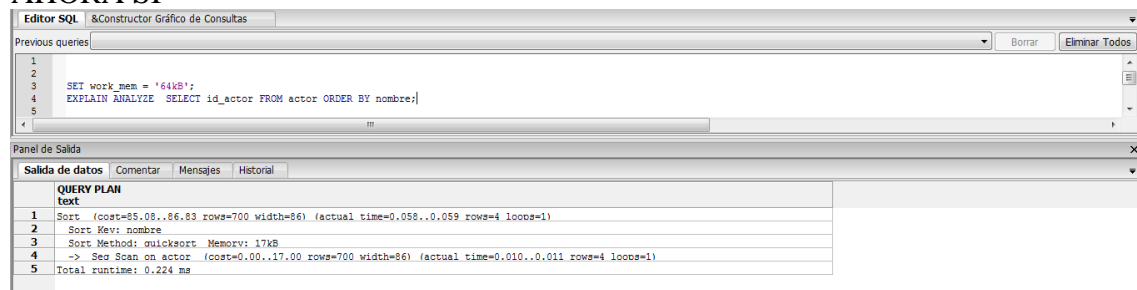 AHORA SI
Editor SQL &Constructor Gráfico de Consultas
Previous queries Borrar Eliminar Todos
1
2
3 SET work_mem = '64kB';
4 EXPLAIN ANALYZE SELECT id_actor FROM actor ORDER BY nombre;
5
Panel de Salida
Salida de datos Comentar Mensajes Historial
QUERY PLAN
text
1 Sort (cost=85.08..86.83 rows=700 width=86) (actual time=0.058..0.059 rows=4 loops=1)
2 Sort Key: nombre
3 Sort Method: quicksort Memory: 17kB
4 -> Seq Scan on actor (cost=0.00..17.00 rows=700 width=86) (actual time=0.010..0.011 rows=4 loops=1)
5 Total runtime: 0.224 ms